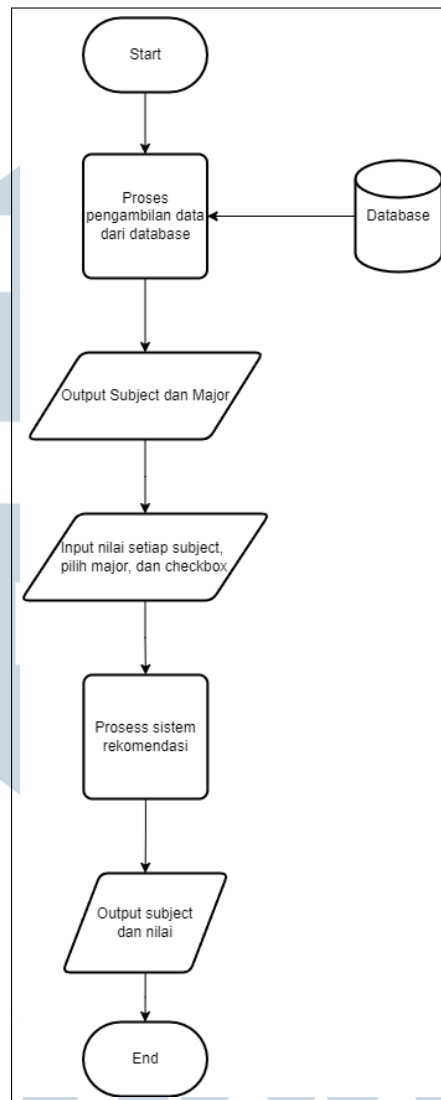 Start
Proses
pengambilan data
dari database
Database
Output Subject dan Major
Input nilai setiap subject,
pilih major, dan checkbox
Prosess sistem
rekomendasi
Output subject
dan nilai
End